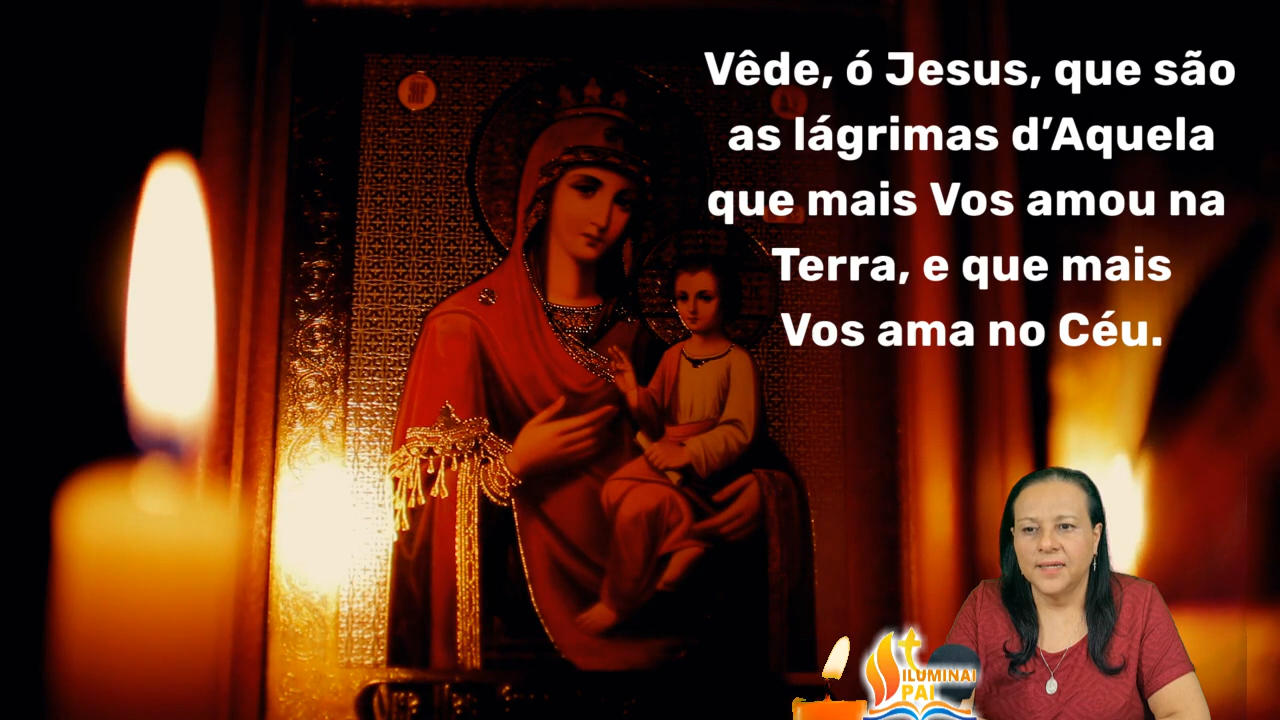 Vêde, ó Jesus, que são
as lágrimas d’Aquela
que mais Vos amou na
Terra, e que mais
Vos ama no Céu.
ILUMINAI
PAI